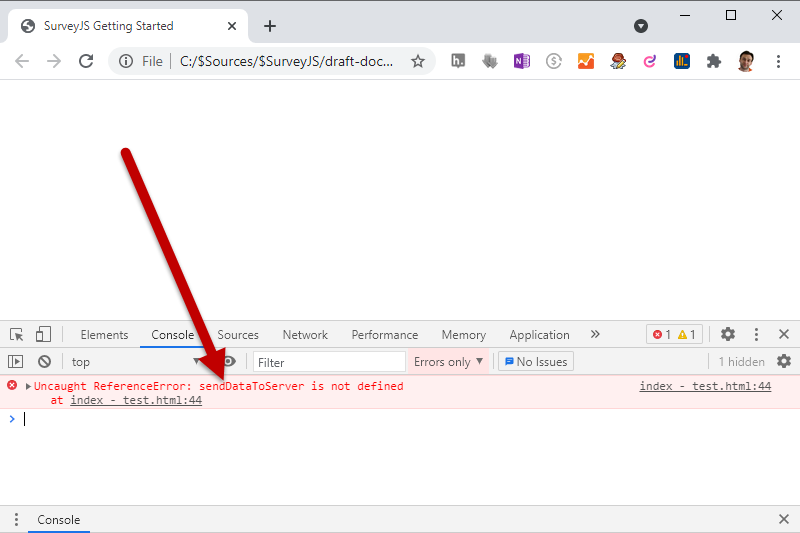 SurveyJS Getting Started
File
C:/$Sources/$SurveyJS/draft-doc...
Elements
Console
Sources
Network
Performance
Memory
Application
1
1
top
Filter
Errors only
No Issues
1 hidden
Uncaught ReferenceError: sendDataToServer is not defined
index - test.html:44
at index - test.html:44
Console